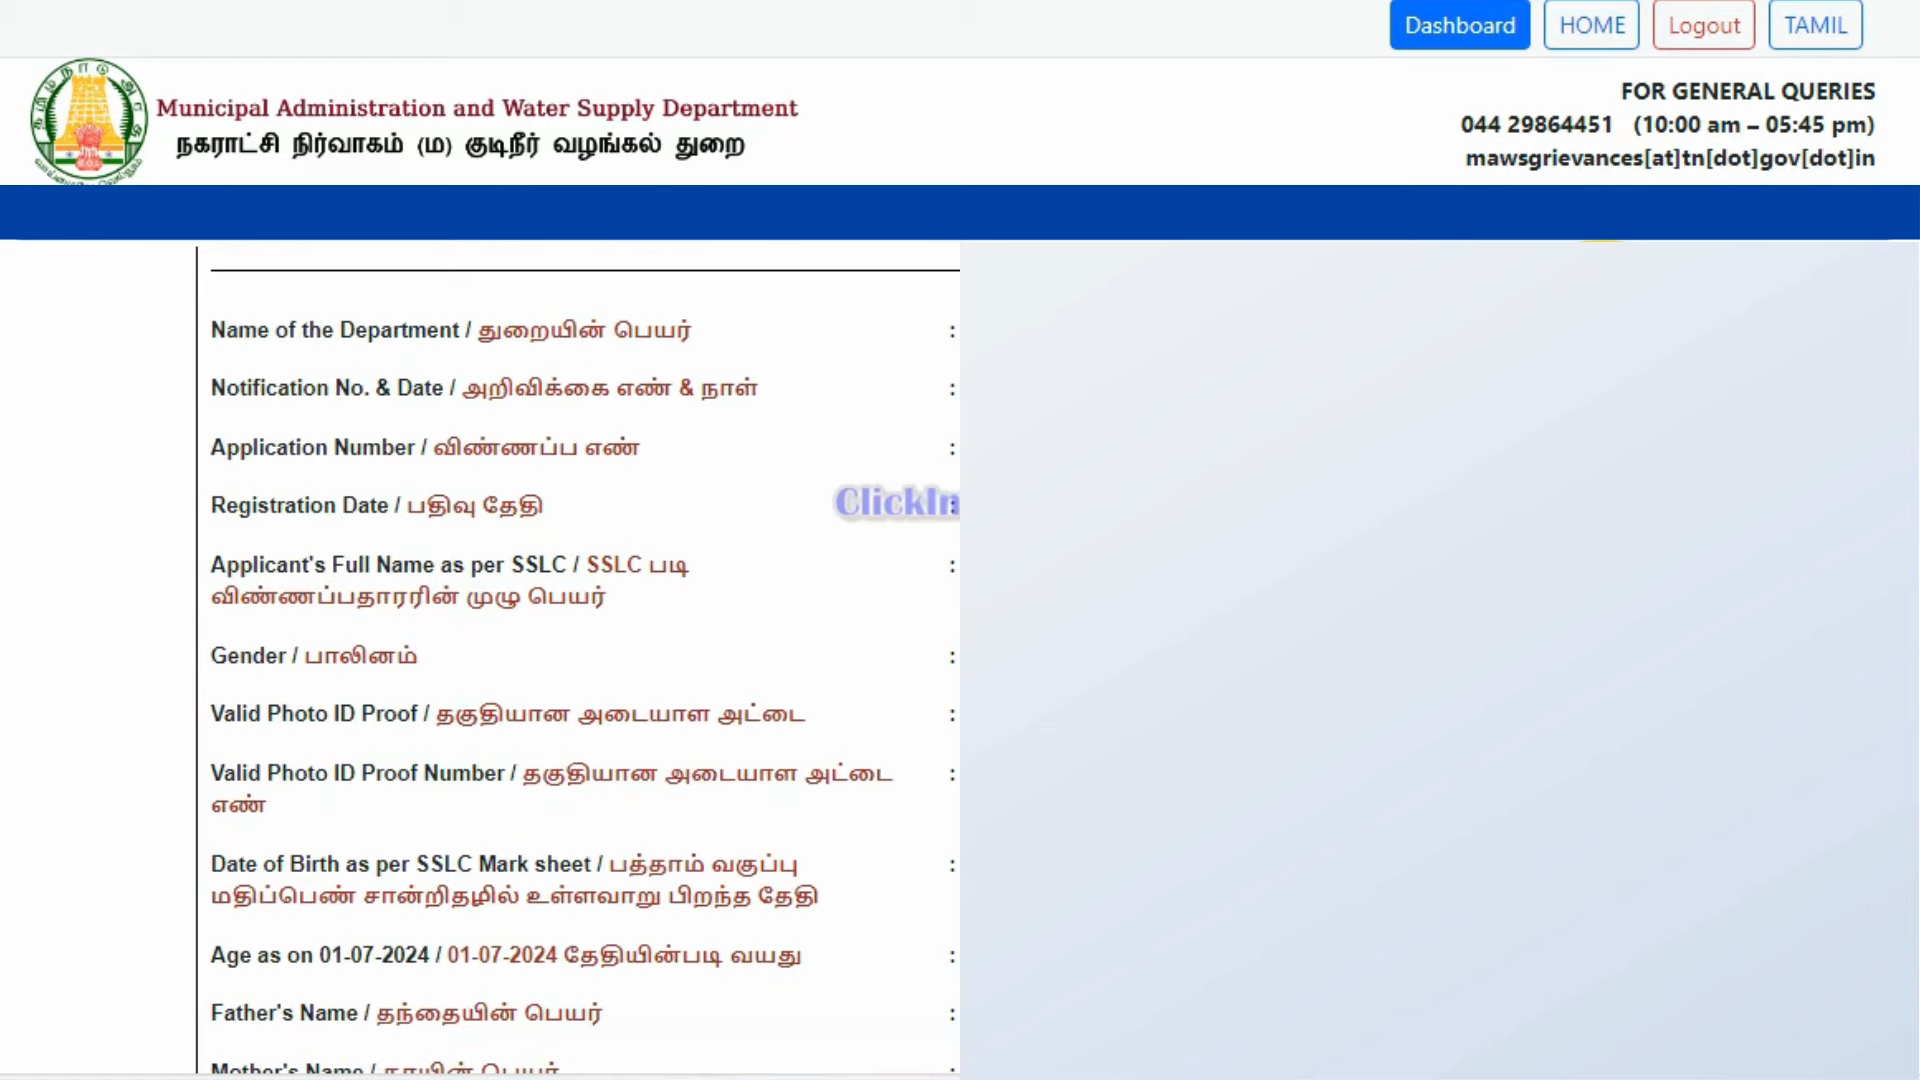 Dashboard HOME Logout TAMIL
Municipal Administration and Water Supply Department
நகராட்சி நிர்வாகம் (ம) குடிநீர் வழங்கல் துறை
FOR GENERAL QUERIES
044 29864451 (10:00 am – 05:45 pm)
mawsgrievances[at]tn[dot]gov[dot]in
Name of the Department / துறையின் பெயர் :
Notification No. & Date / அறிவிக்கை எண் & நாள் :
Application Number / விண்ணப்ப எண் :
Registration Date / பதிவு தேதி :
ClickIn
Applicant's Full Name as per SSLC / SSLC படி :
விண்ணப்பதாரரின் முழு பெயர்
Gender / பாலினம் :
Valid Photo ID Proof / தகுதியான அடையாள அட்டை :
Valid Photo ID Proof Number / தகுதியான அடையாள அட்டை :
எண்
Date of Birth as per SSLC Mark sheet / பத்தாம் வகுப்பு :
மதிப்பெண் சான்றிதழில் உள்ளவாறு பிறந்த தேதி
Age as on 01-07-2024 / 01-07-2024 தேதியின்படி வயது :
Father's Name / தந்தையின் பெயர் :
Mother's Name / தாயின் பெயர் :